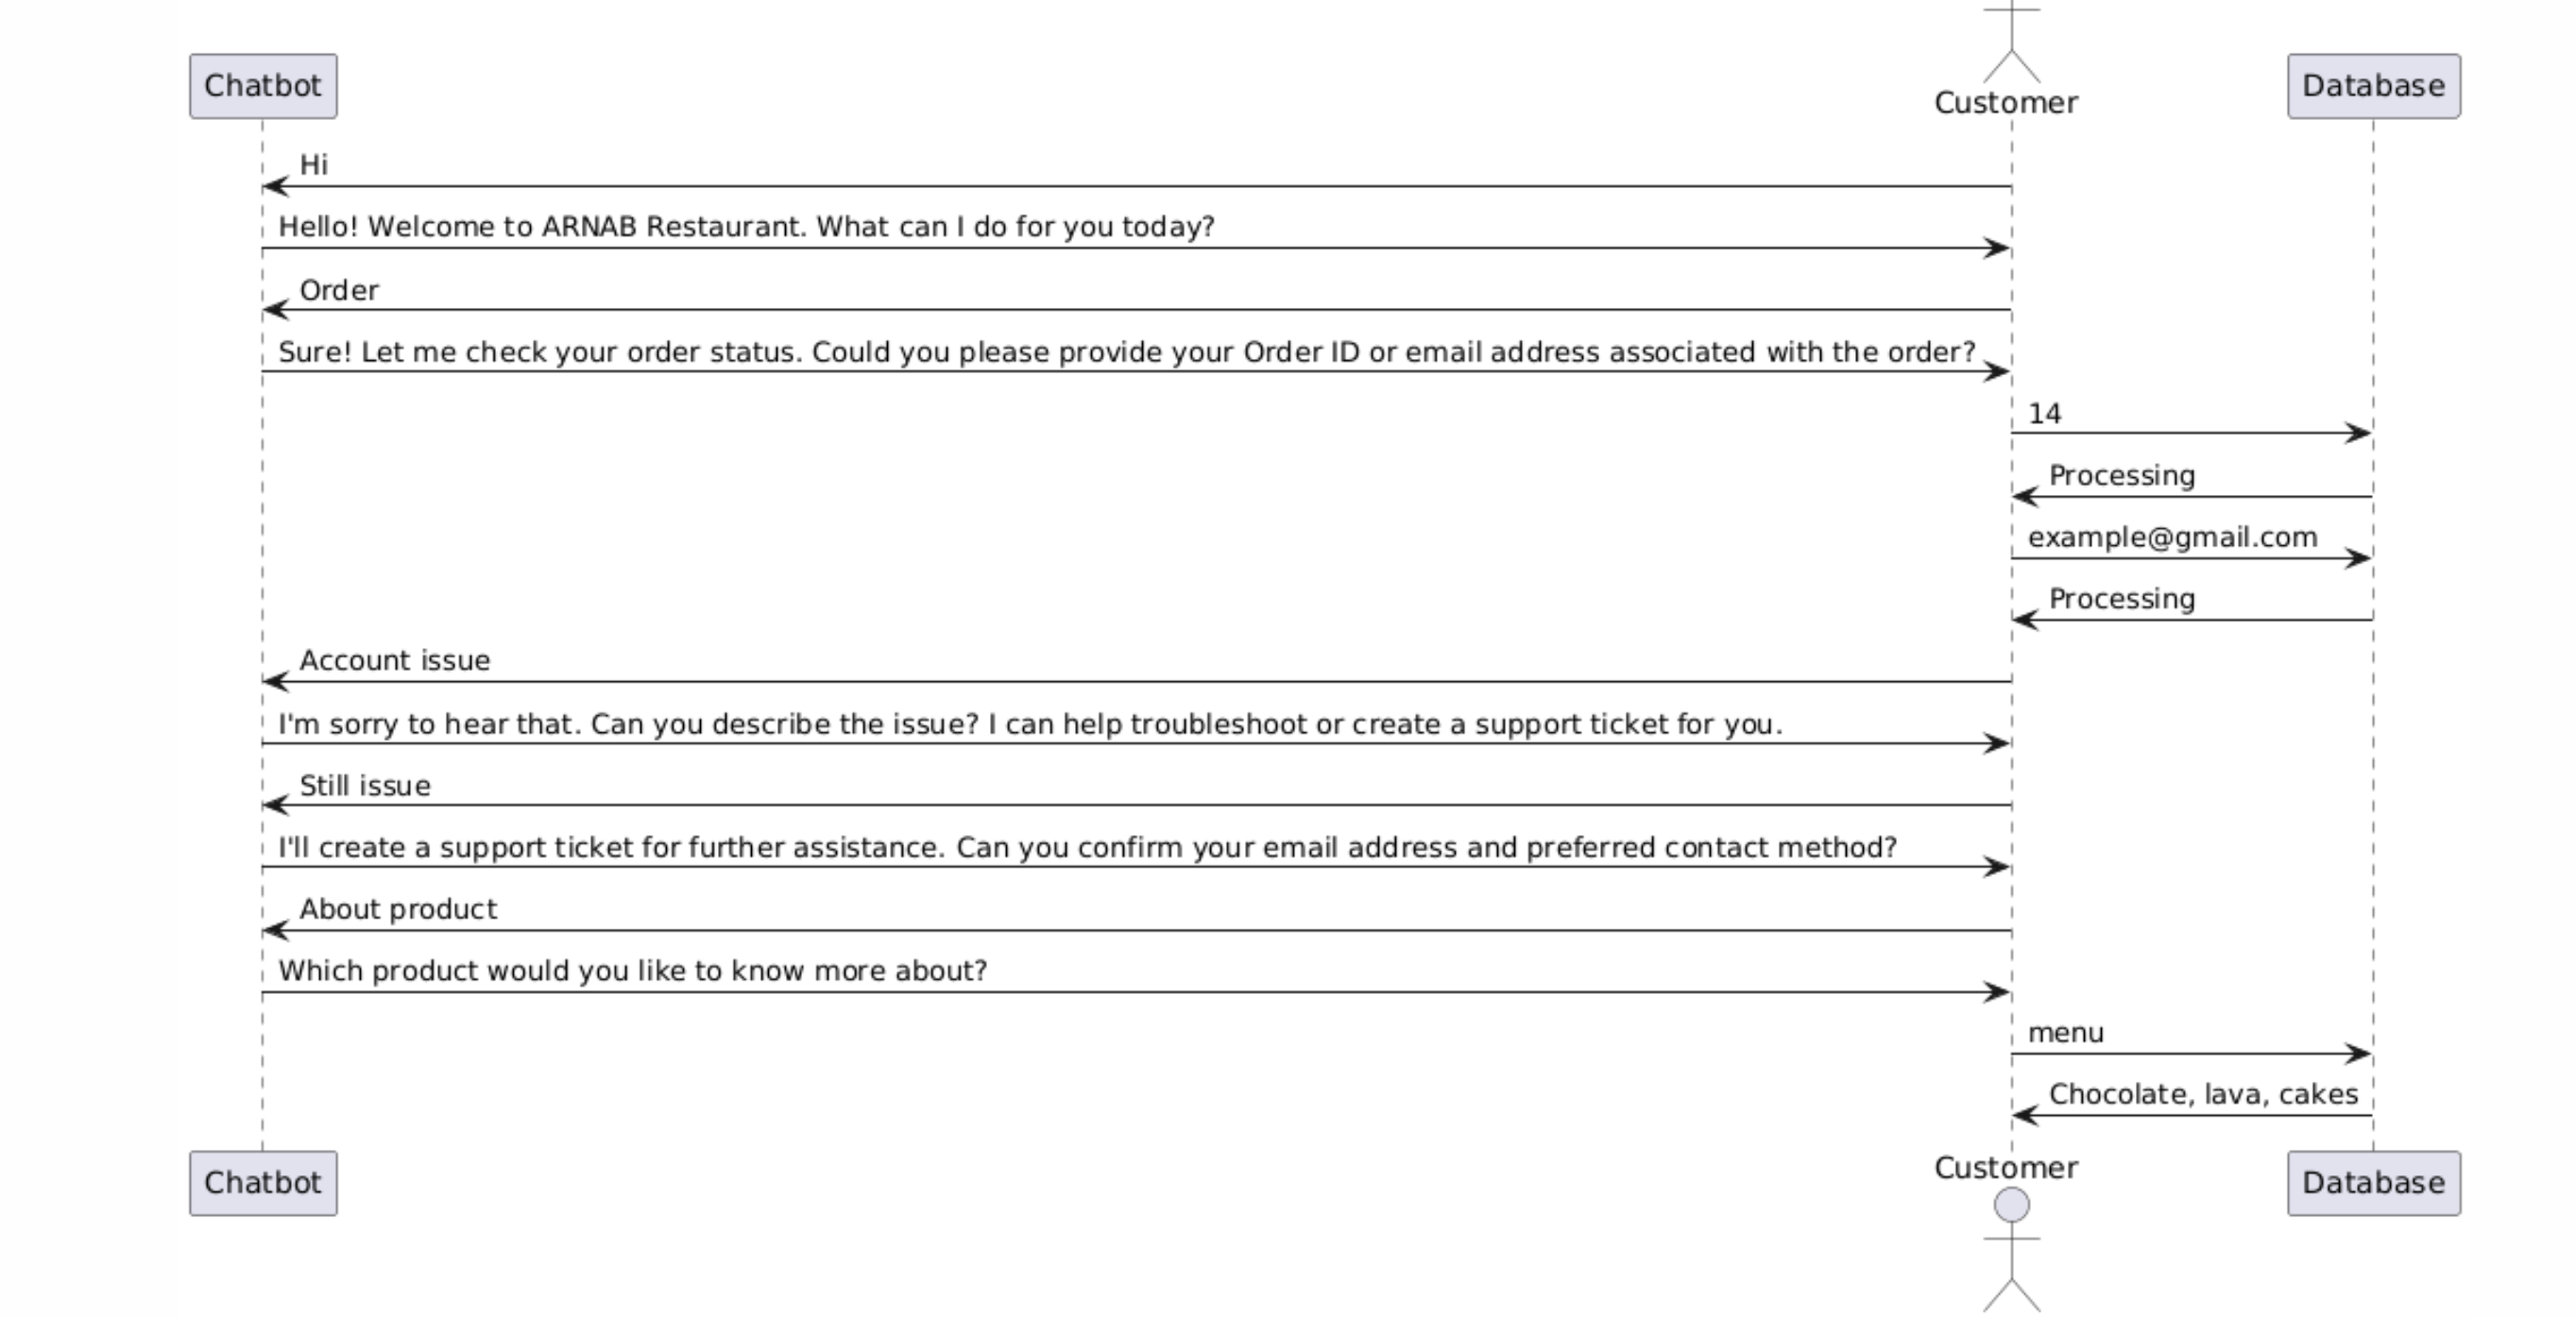 Chatbot
Customer
Database
Hi
Hello! Welcome to ARNAB Restaurant. What can I do for you today?
Order
Sure! Let me check your order status. Could you please provide your Order ID or email address associated with the order?
14
Processing
example@gmail.com
Processing
Account issue
I'm sorry to hear that. Can you describe the issue? I can help troubleshoot or create a support ticket for you.
Still issue
I'll create a support ticket for further assistance. Can you confirm your email address and preferred contact method?
About product
Which product would you like to know more about?
menu
Chocolate, lava, cakes
Chatbot
Customer
Database